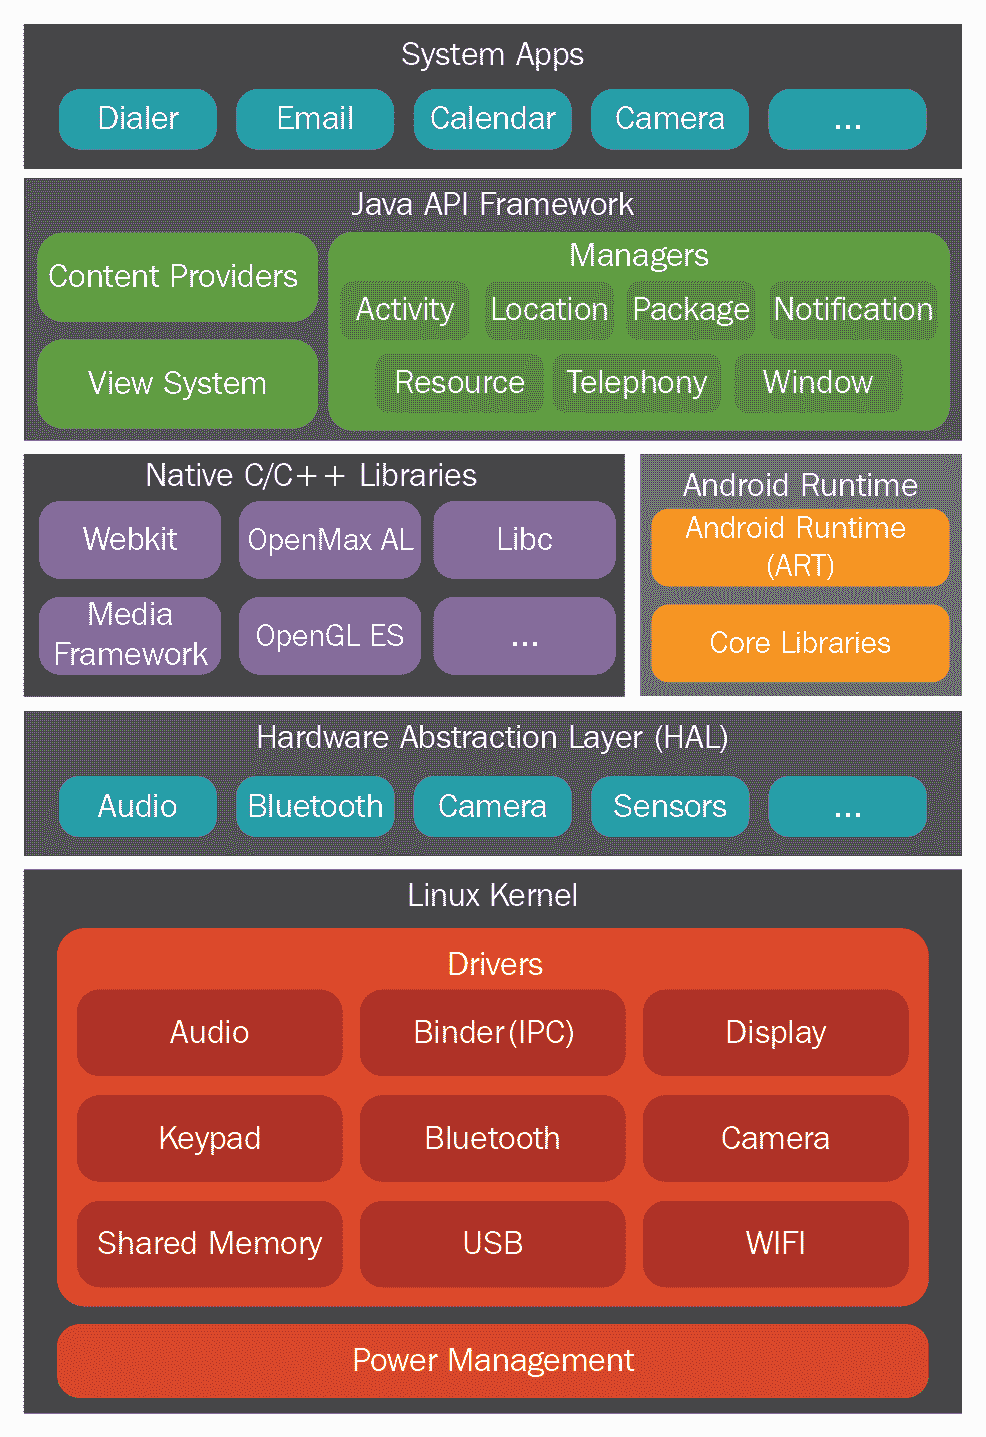 System Apps
Dialer
Email
Calendar
Camera
...
Java API Framework
Content Providers
View System
Managers
Activity
Location
Package
Notification
Resource
Telephony
Window
Native C/C++ Libraries
Webkit
OpenMax AL
Libc
Media
Framework
OpenGL ES
...
Android Runtime
Android Runtime
(ART)
Core Libraries
Hardware Abstraction Layer (HAL)
Audio
Bluetooth
Camera
Sensors
...
Linux Kernel
Drivers
Audio
Binder(IPC)
Display
Keypad
Bluetooth
Camera
Shared Memory
USB
WIFI
Power Management